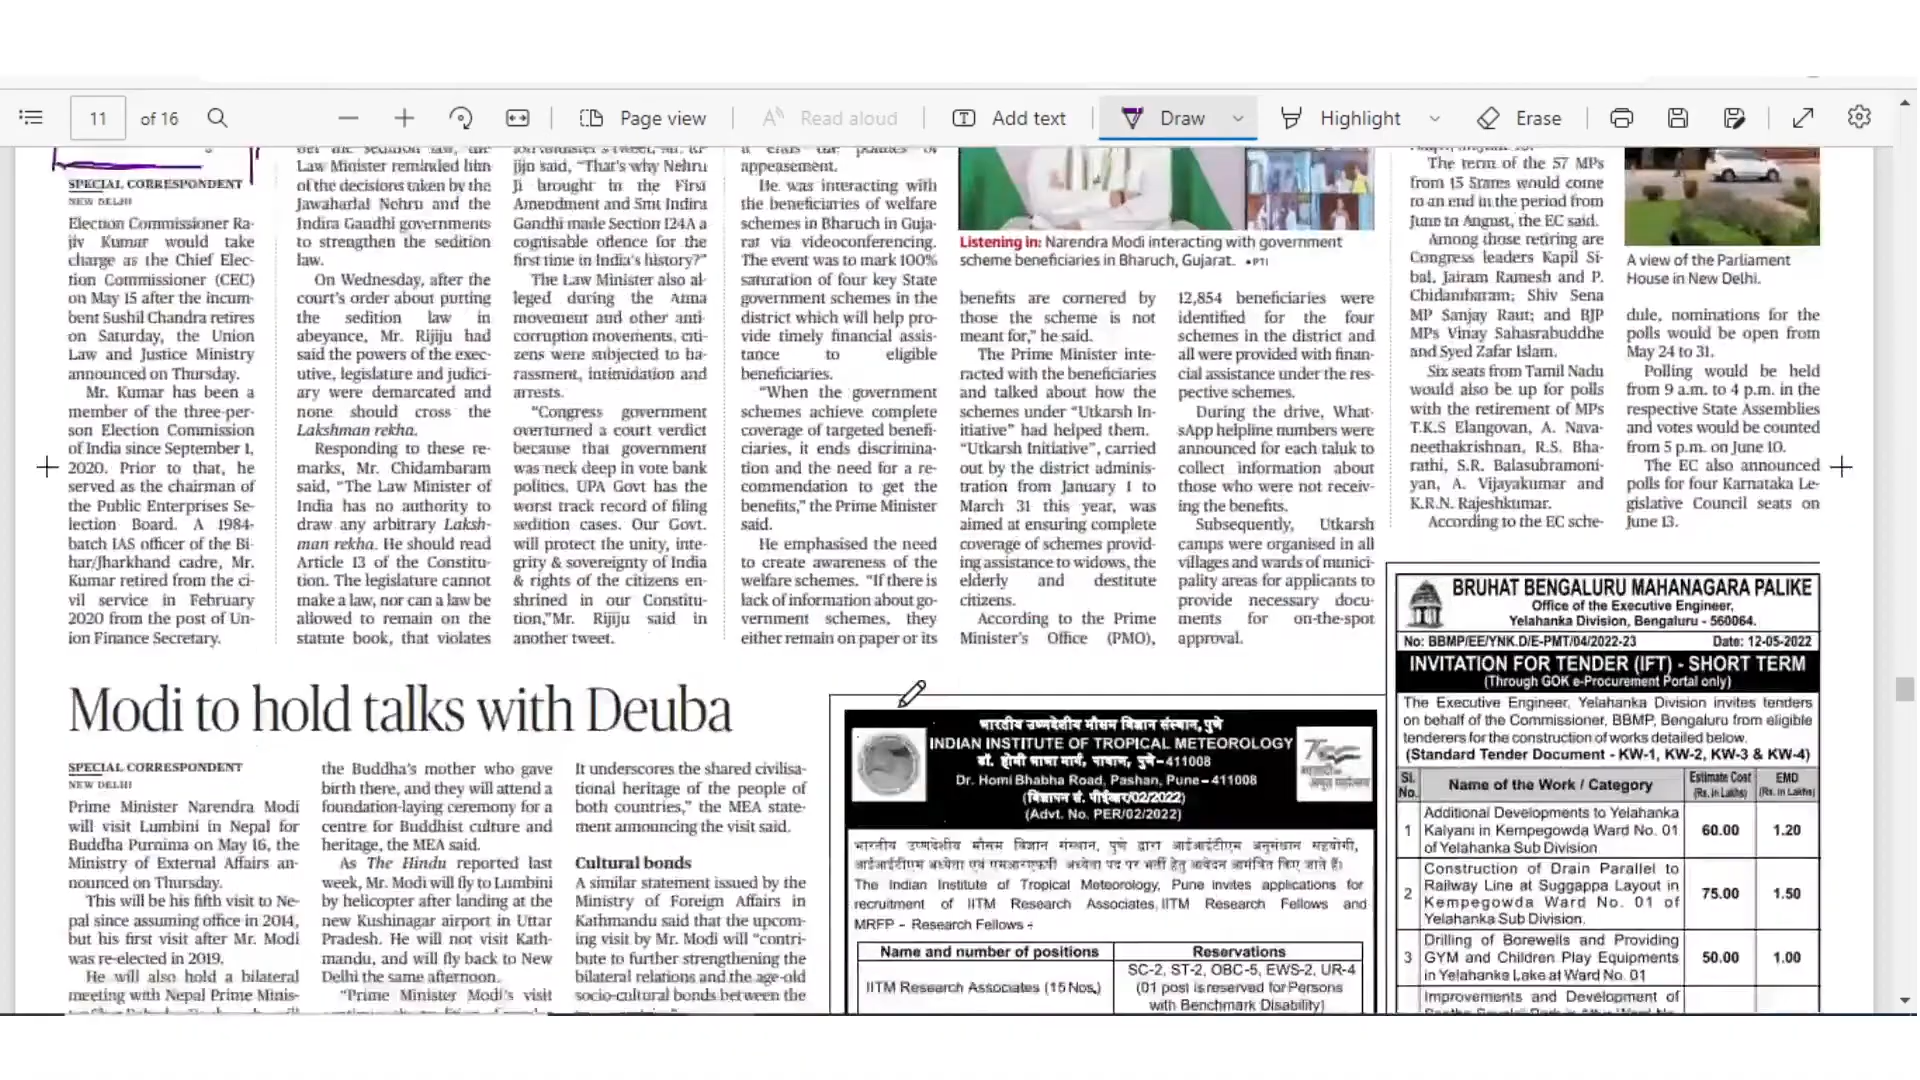 11
of 16
Page view
Read aloud
Add text
Draw
Highlight
Erase
SPECIAL CORRESPONDENT
NEW DELHI
Election Commissioner Ra-
jiv Kumar would take
charge as the Chief Elec-
tion Commissioner (CEC)
on May 15 after the incum-
bent Sushil Chandra retires
on Saturday, the Union
Law and Justice Ministry
announced on Thursday.
Mr. Kumar has been a
member of the three-per-
son Election Commission
of India since September 1,
2020. Prior to that, he
served as the chairman of
the Public Enterprises Se-
lection Board. A 1984-
batch IAS officer of the Bi-
har/Jharkhand cadre, Mr.
Kumar retired from the ci-
vil service in February
2020 from the post of Un-
ion Finance Secretary.
Law Minister reminded him
of the decisions taken by the
Jawaharlal Nehru and the
Indira Gandhi governments
to strengthen the sedition
law.
On Wednesday, after the
court's order about putting
the sedition law in
abeyance, Mr. Rijiju had
said the powers of the exec-
utive, legislature and judici-
ary were demarcated and
none should cross the
Lakshman rekha.
Responding to these re-
marks, Mr. Chidambaram
said, “The Law Minister of
India has no authority to
draw any arbitrary Laksh-
man rekha. He should read
Article 13 of the Constitu-
tion. The legislature cannot
make a law, nor can a law be
allowed to remain on the
statute book, that violates
jiju said, “That's why Nehru
Ji brought in the First
Amendment and Smt Indira
Gandhi made Section 124A a
cognisable offence for the
first time in India's history?”
The Law Minister also al-
leged during the Anna
movement and other anti-
corruption movements, citi-
zens were subjected to ha-
rassment, intimidation and
arrests.
“Congress government
overturned a court verdict
because that government
was neck deep in vote bank
politics. UPA Govt has the
worst track record of filing
sedition cases. Our Govt.
will protect the unity, inte-
grity & sovereignty of India
& rights of the citizens en-
shrined in our Constitu-
tion,”Mr. Rijiju said in
another tweet.
appeasement.
He was interacting with
the beneficiaries of welfare
schemes in Bharuch in Guja-
rat via videoconferencing.
The event was to mark 100%
saturation of four key State
government schemes in the
district which will help pro-
vide timely financial assis-
tance to eligible
beneficiaries.
“When the government
schemes achieve complete
coverage of targeted benefi-
ciaries, it ends discrimina-
tion and the need for a re-
commendation to get the
benefits,” the Prime Minister
said.
He emphasised the need
to create awareness of the
welfare schemes. “If there is
lack of information about go-
vernment schemes, they
either remain on paper or its
Listening in: Narendra Modi interacting with government
scheme beneficiaries in Bharuch, Gujarat. •PTI
benefits are cornered by
those the scheme is not
meant for,” he said.
The Prime Minister inte-
racted with the beneficiaries
and talked about how the
schemes under “Utkarsh In-
itiative” had helped them.
“Utkarsh Initiative”, carried
out by the district adminis-
tration from January 1 to
March 31 this year, was
aimed at ensuring complete
coverage of schemes provid-
ing assistance to widows, the
elderly and destitute
citizens.
According to the Prime
Minister's Office (PMO),
12,854 beneficiaries were
identified for the four
schemes in the district and
all were provided with finan-
cial assistance under the res-
pective schemes.
During the drive, What-
sApp helpline numbers were
announced for each taluk to
collect information about
those who were not receiv-
ing the benefits.
Subsequently, Utkarsh
camps were organised in all
villages and wards of munici-
pality areas for applicants to
provide necessary docu-
ments for on-the-spot
approval.
The term of the 57 MPs
from 15 States would come
to an end in the period from
June to August, the EC said.
Among those retiring are
Congress leaders Kapil Si-
bal, Jairam Ramesh and P.
Chidambaram; Shiv Sena
MP Sanjay Raut; and BJP
MPs Vinay Sahasrabuddhe
and Syed Zafar Islam.
Six seats from Tamil Nadu
would also be up for polls
with the retirement of MPs
T.K.S Elangovan, A. Nava-
neethakrishnan, R.S. Bha-
rathi, S.R. Balasubramoni-
yan, A. Vijayakumar and
K.R.N. Rajeshkumar.
According to the EC sche-
A view of the Parliament
House in New Delhi.
dule, nominations for the
polls would be open from
May 24 to 31.
Polling would be held
from 9 a.m. to 4 p.m. in the
respective State Assemblies
and votes would be counted
from 5 p.m. on June 10.
The EC also announced
polls for four Karnataka Le-
gislative Council seats on
June 13.
Modi to hold talks with Deuba
SPECIAL CORRESPONDENT
NEW DELHI
Prime Minister Narendra Modi
will visit Lumbini in Nepal for
Buddha Purnima on May 16, the
Ministry of External Affairs an-
nounced on Thursday.
This will be his fifth visit to Ne-
pal since assuming office in 2014,
but his first visit after Mr. Modi
was re-elected in 2019.
He will also hold a bilateral
meeting with Nepal Prime Minis-
the Buddha's mother who gave
birth there, and they will attend a
foundation-laying ceremony for a
centre for Buddhist culture and
heritage, the MEA said.
As The Hindu reported last
week, Mr. Modi will fly to Lumbini
by helicopter after landing at the
new Kushinagar airport in Uttar
Pradesh. He will not visit Kath-
mandu, and will fly back to New
Delhi the same afternoon.
“Prime Minister Modi's visit
It underscores the shared civilisa-
tional heritage of the people of
both countries,” the MEA state-
ment announcing the visit said.
Cultural bonds
A similar statement issued by the
Ministry of Foreign Affairs in
Kathmandu said that the upcom-
ing visit by Mr. Modi will “contri-
bute to further strengthening the
bilateral relations and the age-old
socio-cultural bonds between the
भारतीय उष्णदेशीय मौसम विज्ञान संस्थान, पुणे
INDIAN INSTITUTE OF TROPICAL METEOROLOGY
डॉ. होमी भाभा मार्ग, पाषाण, पुणे-411008
Dr. Homi Bhabha Road, Pashan, Pune-411008
(विज्ञापन सं. पीईआर/02/2022)
(Advt. No. PER/02/2022)
भारतीय उष्णदेशीय मौसम विज्ञान संस्थान, पुणे द्वारा आईआईटीएम अनुसंधान सहयोगी,
आईआईटीएम अध्येता एवं एमआरएफपी अध्येता पद पर भर्ती हेतु आवेदन आमंत्रित किए जाते हैं।
The Indian Institute of Tropical Meteorology, Pune invites applications for
recruitment of IITM Research Associates, IITM Research Fellows and
MRFP - Research Fellows -
Name and number of positions
Reservations
IITM Research Associates (15 Nos.)
SC-2, ST-2, OBC-5, EWS-2, UR-4
(01 post is reserved for Persons
with Benchmark Disability)
BRUHAT BENGALURU MAHANAGARA PALIKE
Office of the Executive Engineer,
Yelahanka Division, Bengaluru - 560064.
No: BBMP/EE/YNK.D/E-PMT/04/2022-23 Date: 12-05-2022
INVITATION FOR TENDER (IFT) - SHORT TERM
(Through GOK e-Procurement Portal only)
The Executive Engineer, Yelahanka Division invites tenders
on behalf of the Commissioner, BBMP, Bengaluru from eligible
tenderers for the construction of works detailed below.
(Standard Tender Document - KW-1, KW-2, KW-3 & KW-4)
Sl. No. Name of the Work / Category Estimate Cost (Rs. in Lakhs) EMD (Rs. in Lakhs)
1 Additional Developments to Yelahanka
Kalyani in Kempegowda Ward No. 01 60.00 1.20
of Yelahanka Sub Division
2 Construction of Drain Parallel to
Railway Line at Suggappa Layout in 75.00 1.50
Kempegowda Ward No. 01 of
Yelahanka Sub Division.
3 Drilling of Borewells and Providing
GYM and Children Play Equipments 50.00 1.00
in Yelahanka Lake at Ward No. 01
Improvements and Development of